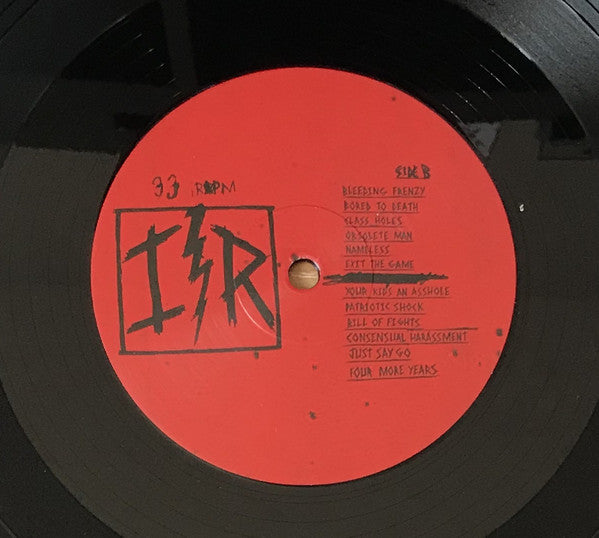 33 RPM
I R
SIDE B
BLEEDING FRENZY
BORED TO DEATH
CLASS HOLES
OBSOLETE MAN
NAMELESS
EXIT THE GAME
YOUR KID'S AN ASSHOLE
PATRIOTIC SHOCK
BILL OF FIGHTS
CONSENSUAL HARASSMENT
JUST SAY GO
FOUR MORE YEARS